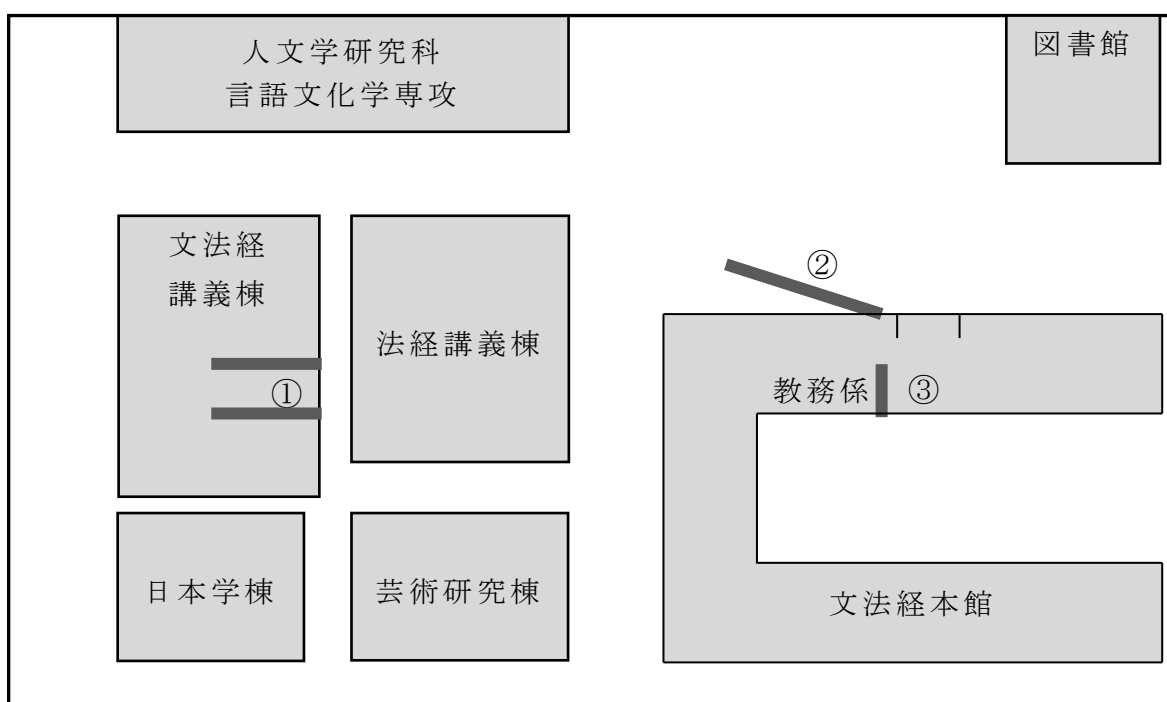 人文学研究科
言語文化学専攻
図書館
文法経
講義棟
①
法経講義棟
②
教務係
③
日本学棟
芸術研究棟
文法経本館